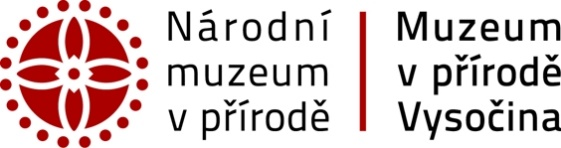 Národní
muzeum
v přírodě
Muzeum
v přírodě
Vysočina